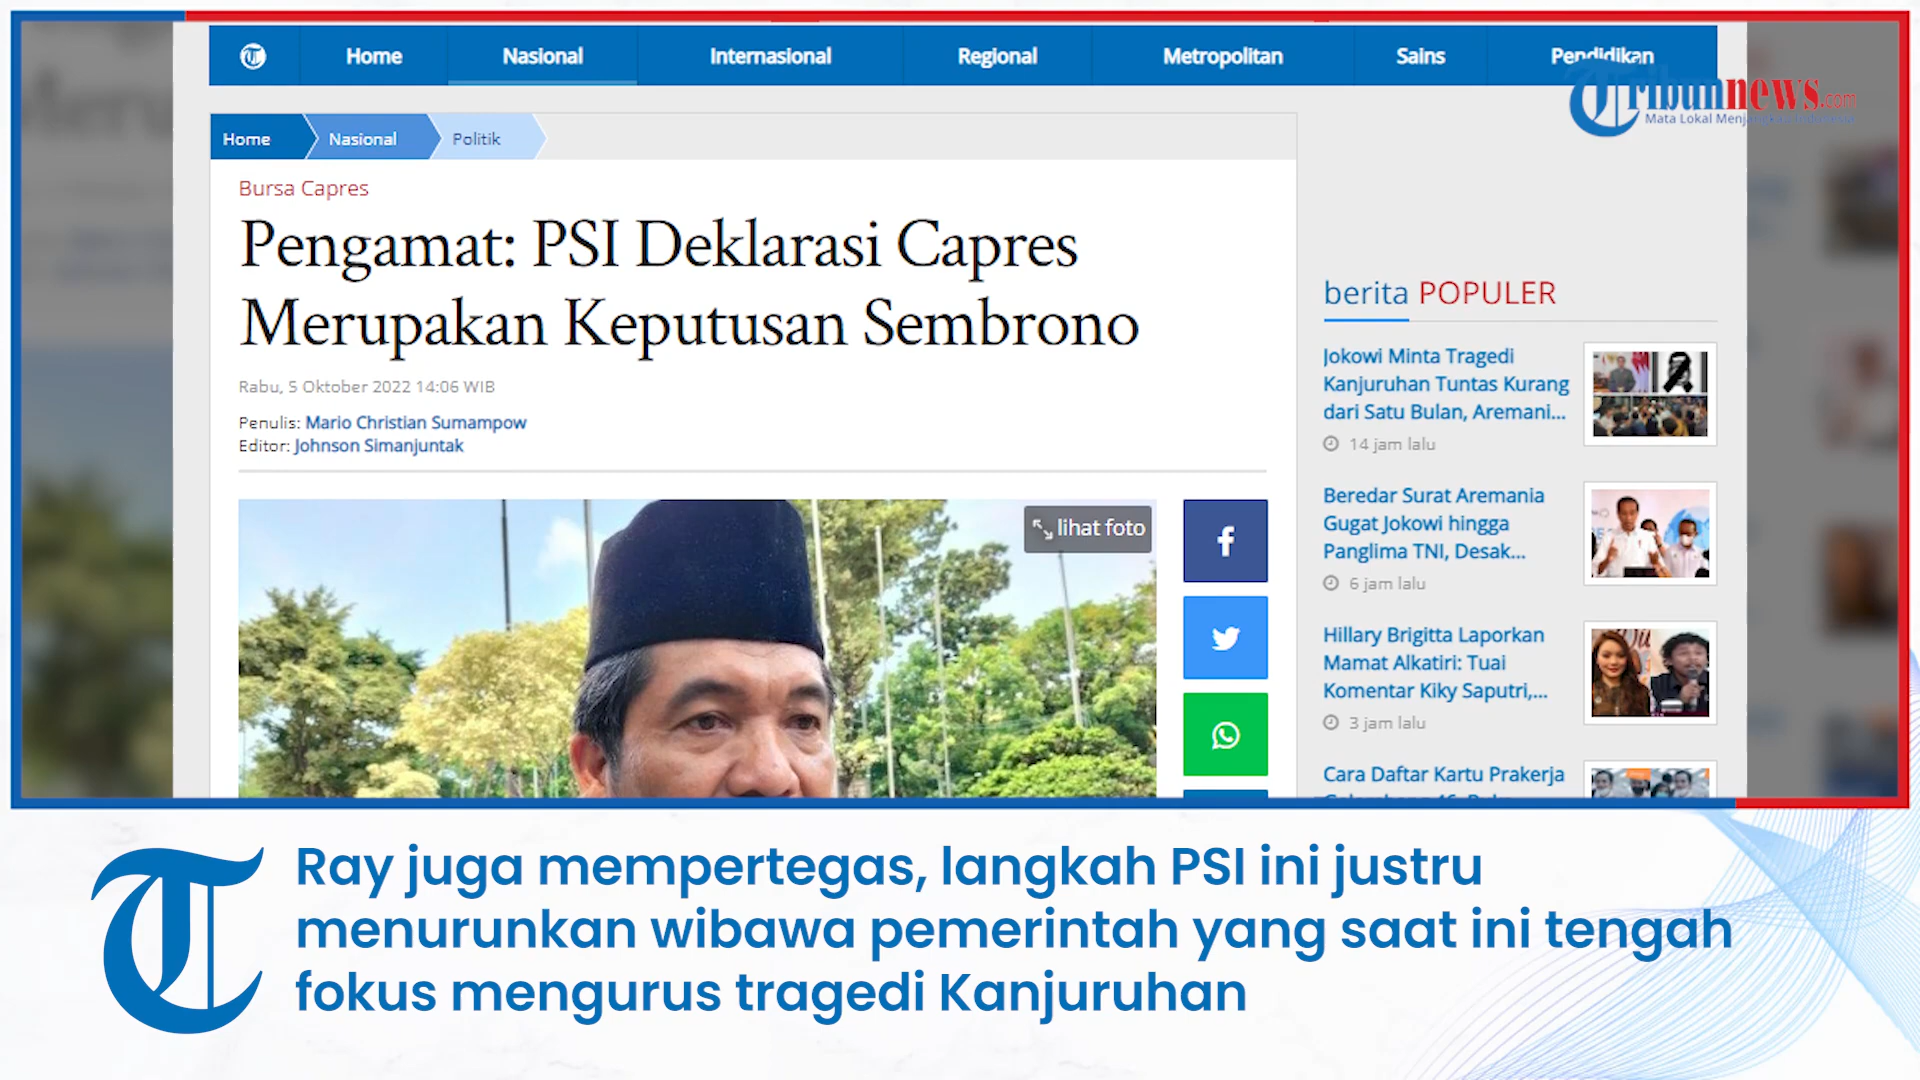 Home
Nasional
Internasional
Regional
Metropolitan
Sains
Pendidikan
Tribunnews.com
Mata Lokal Menjangkau Indonesia
Home
Nasional
Politik
Bursa Capres
Pengamat: PSI Deklarasi Capres
Merupakan Keputusan Sembrono
Rabu, 5 Oktober 2022 14:06 WIB
Penulis: Mario Christian Sumampow
Editor: Johnson Simanjuntak
lihat foto
berita POPULER
Jokowi Minta Tragedi
Kanjuruhan Tuntas Kurang
dari Satu Bulan, Aremani...
14 jam lalu
Beredar Surat Aremania
Gugat Jokowi hingga
Panglima TNI, Desak...
6 jam lalu
Hillary Brigitta Laporkan
Mamat Alkatiri: Tuai
Komentar Kiky Saputri,...
3 jam lalu
Cara Daftar Kartu Prakerja
Ray juga mempertegas, langkah PSI ini justru
menurunkan wibawa pemerintah yang saat ini tengah
fokus mengurus tragedi Kanjuruhan